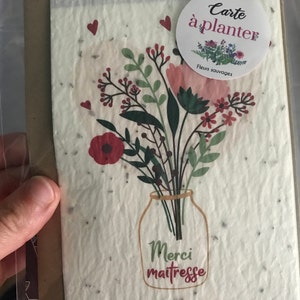 Carte
à planter
Fleurs sauvages
Merci
maîtresse